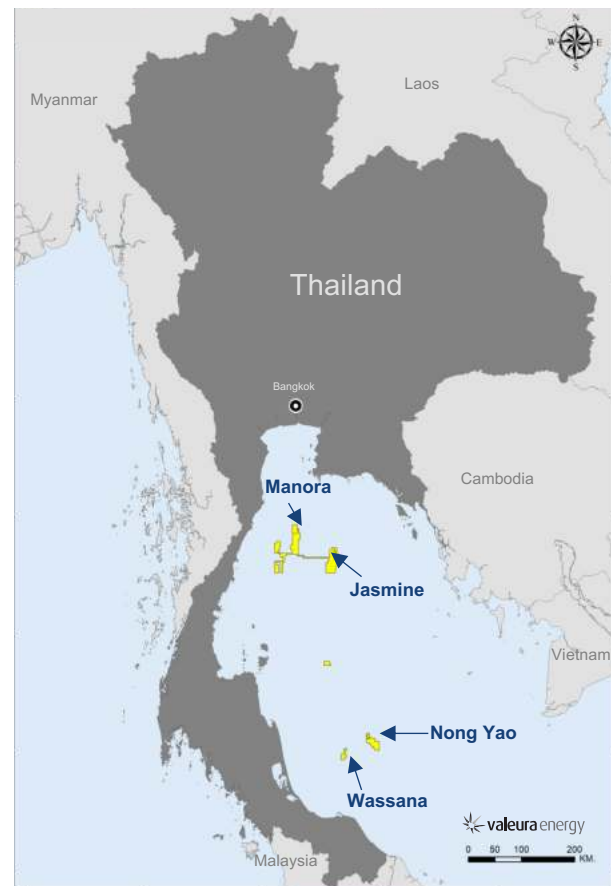 N
W E
S
Myanmar
Laos
Thailand
Bangkok
Cambodia
Manora
Jasmine
Vietnam
Nong Yao
Wassana
valeura energy
0 50 100 200
KM.
Malaysia